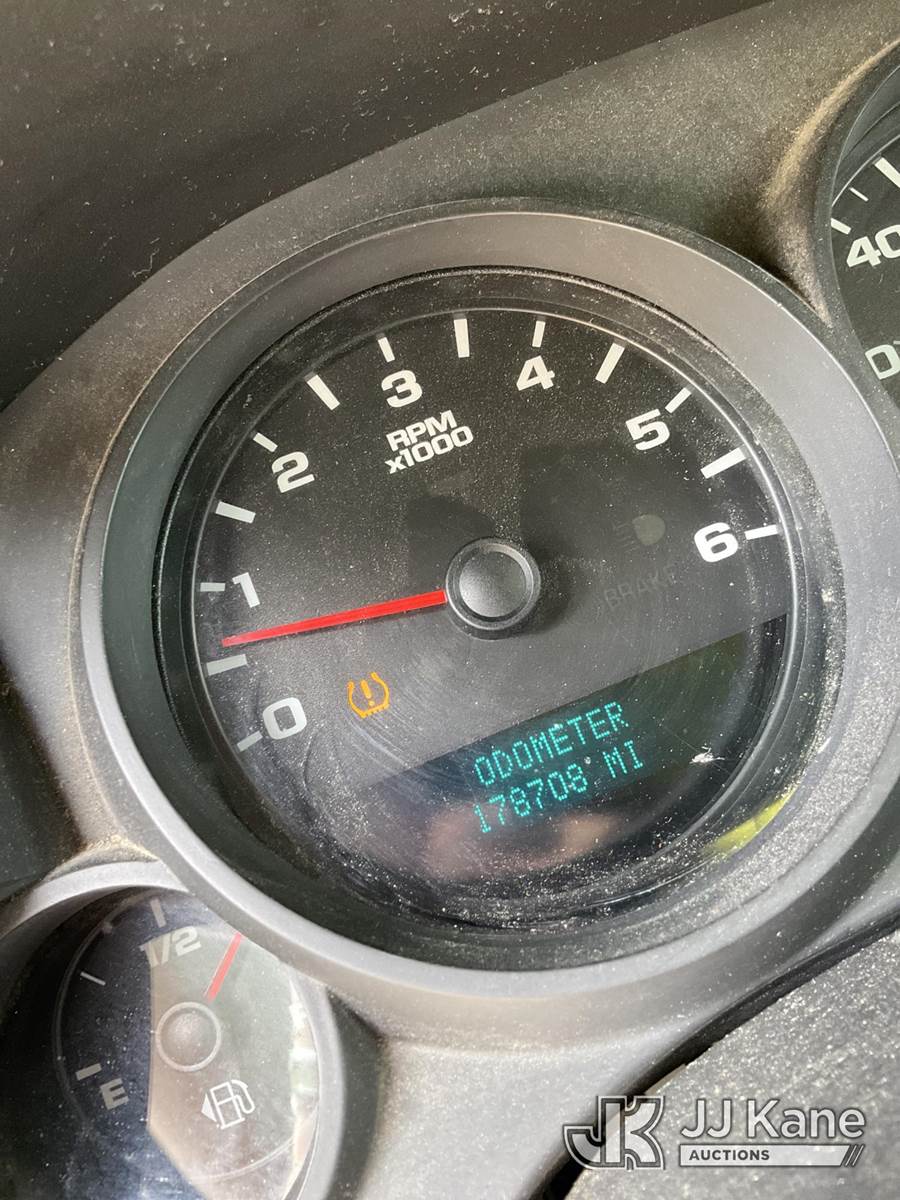 40
0
3
4
RPM
x1000
2
5
1
6
BRAKE
0
ODOMETER
178708 MI
1/2
E
JK JJ Kane
AUCTIONS